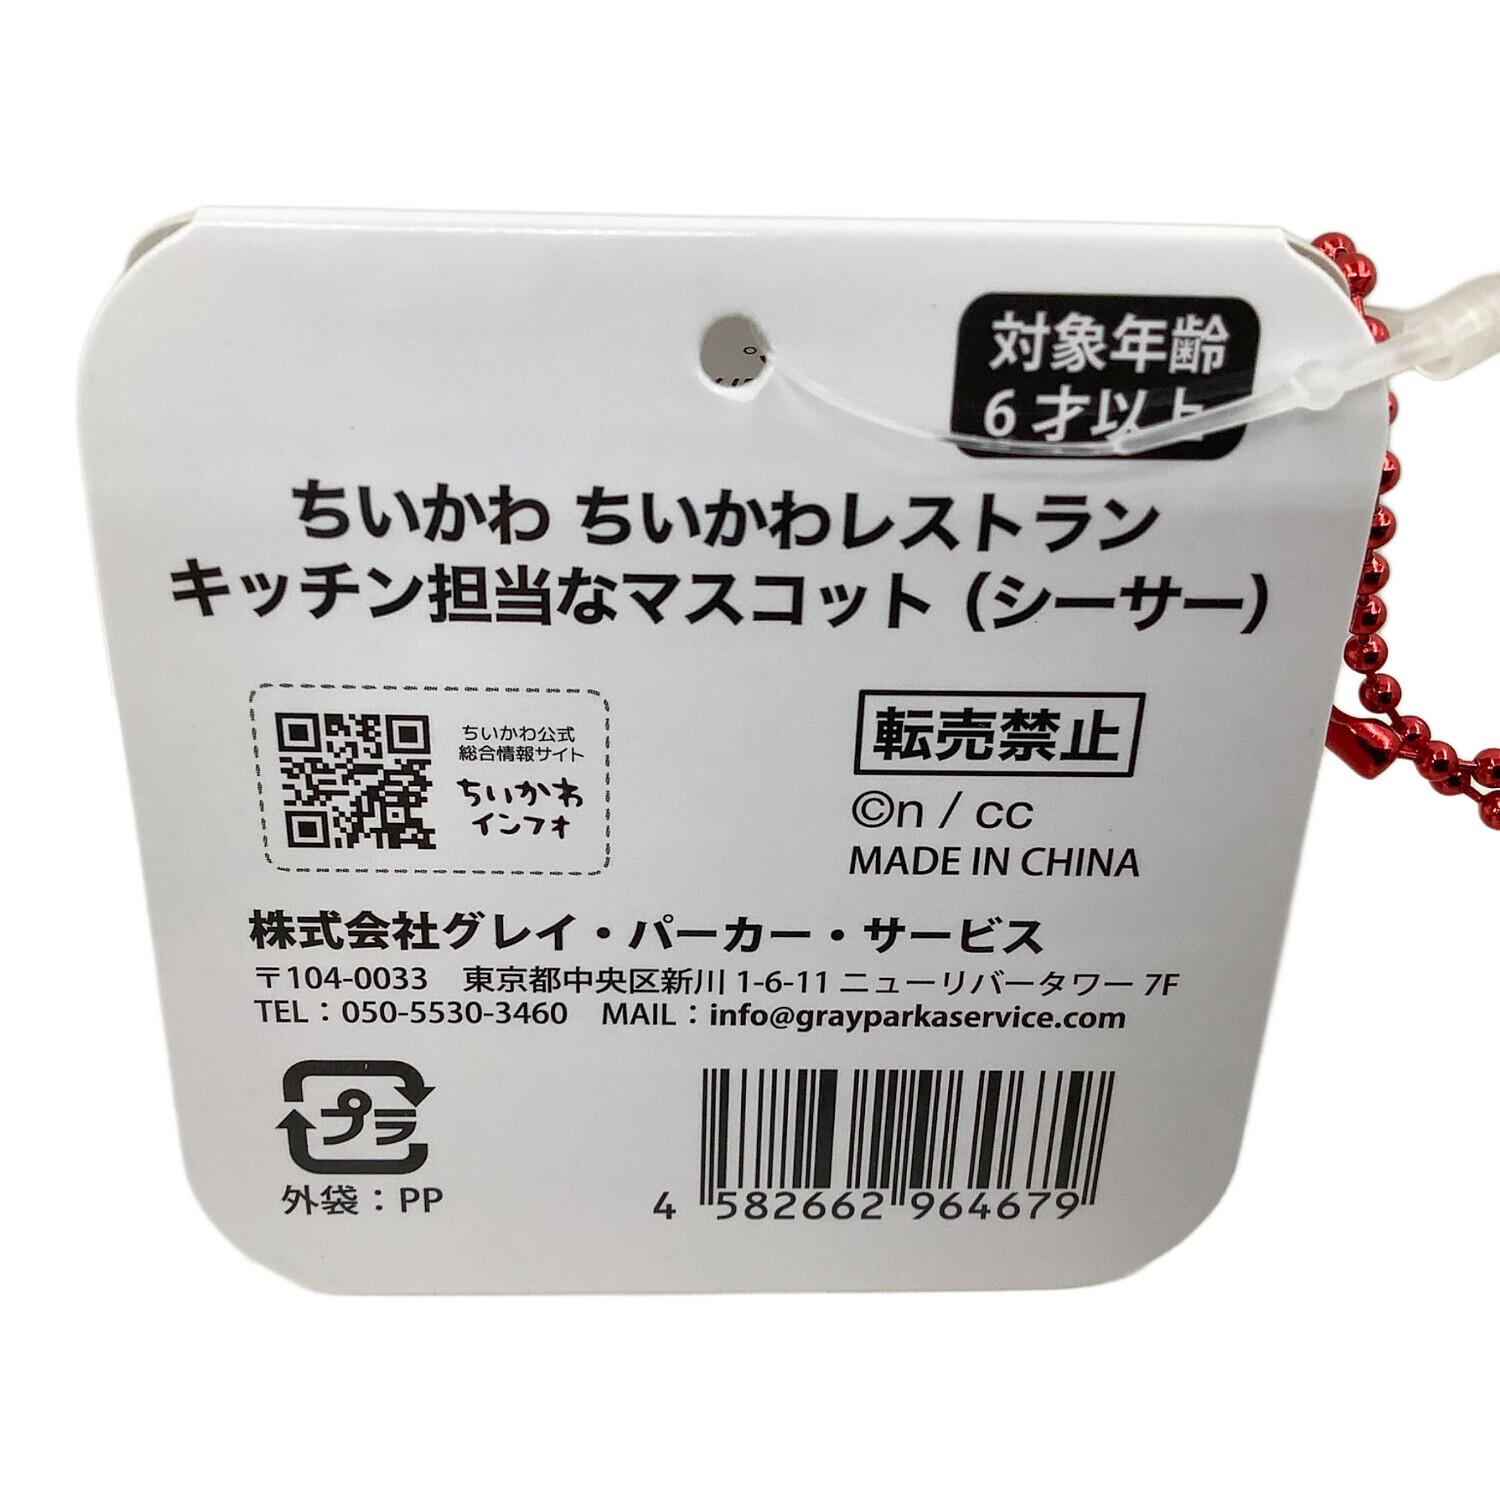 対象年齢
6才以上
ちいかわ ちいかわレストラン
キッチン担当なマスコット（シーサー）
ちいかわ公式
総合情報サイト
ちいかわ
インフォ
転売禁止
©n / cc
MADE IN CHINA
株式会社グレイ・パーカー・サービス
〒104-0033　東京都中央区新川 1-6-11 ニューリバータワー 7F
TEL：050-5530-3460　MAIL：info@grayparkaservice.com
プラ
外袋：PP
4 582662 964679